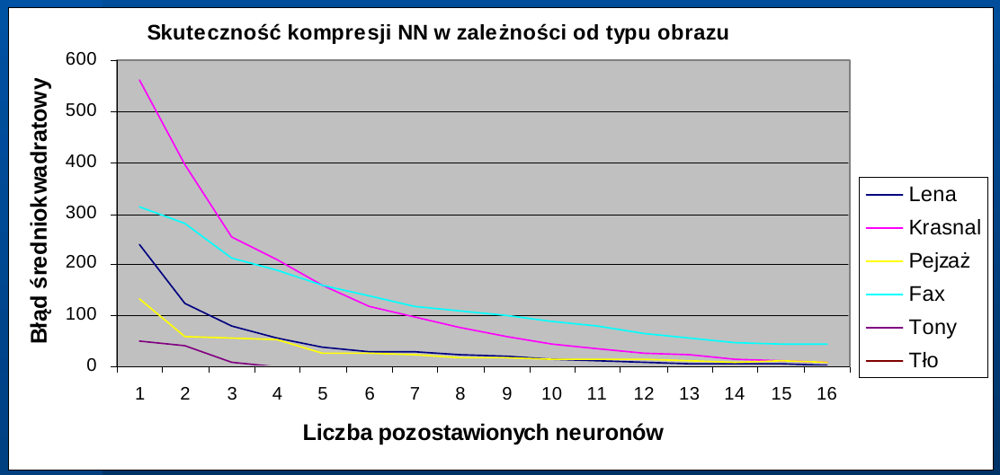 Skuteczność kompresji NN w zależności od typu obrazu
Błąd średniokwadratowy
600
500
400
300
200
100
0
1 2 3 4 5 6 7 8 9 10 11 12 13 14 15 16
Liczba pozostawionych neuronów
Lena
Krasnal
Pejzaż
Fax
Tony
Tło